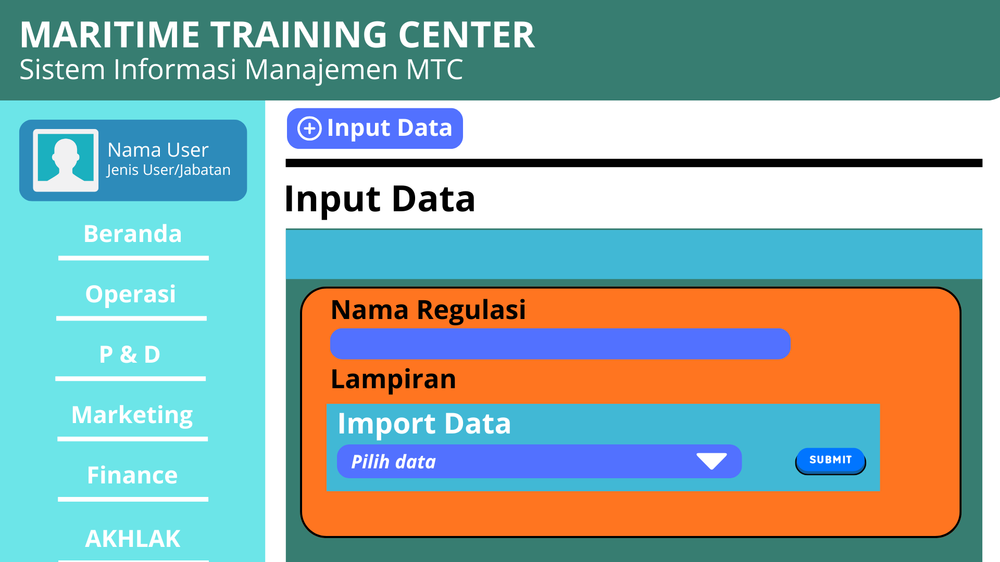 MARITIME TRAINING CENTER
Sistem Informasi Manajemen MTC
Nama User
Jenis User/Jabatan
Beranda
Operasi
P & D
Marketing
Finance
AKHLAK
Input Data
Input Data
Nama Regulasi
Lampiran
Import Data
Pilih data
SUBMIT